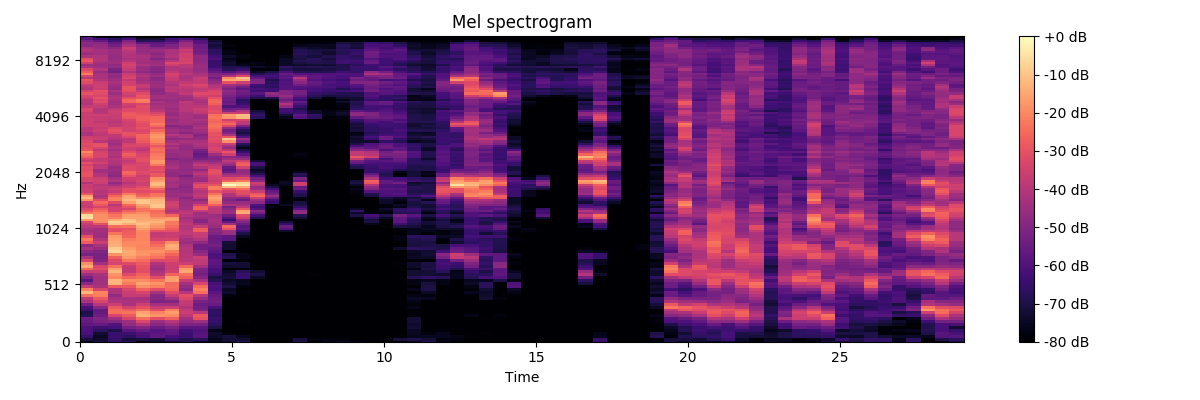 Mel spectrogram
Hz
8192
4096
2048
1024
512
0
0 5 10 15 20 25
Time
+0 dB
-10 dB
-20 dB
-30 dB
-40 dB
-50 dB
-60 dB
-70 dB
-80 dB